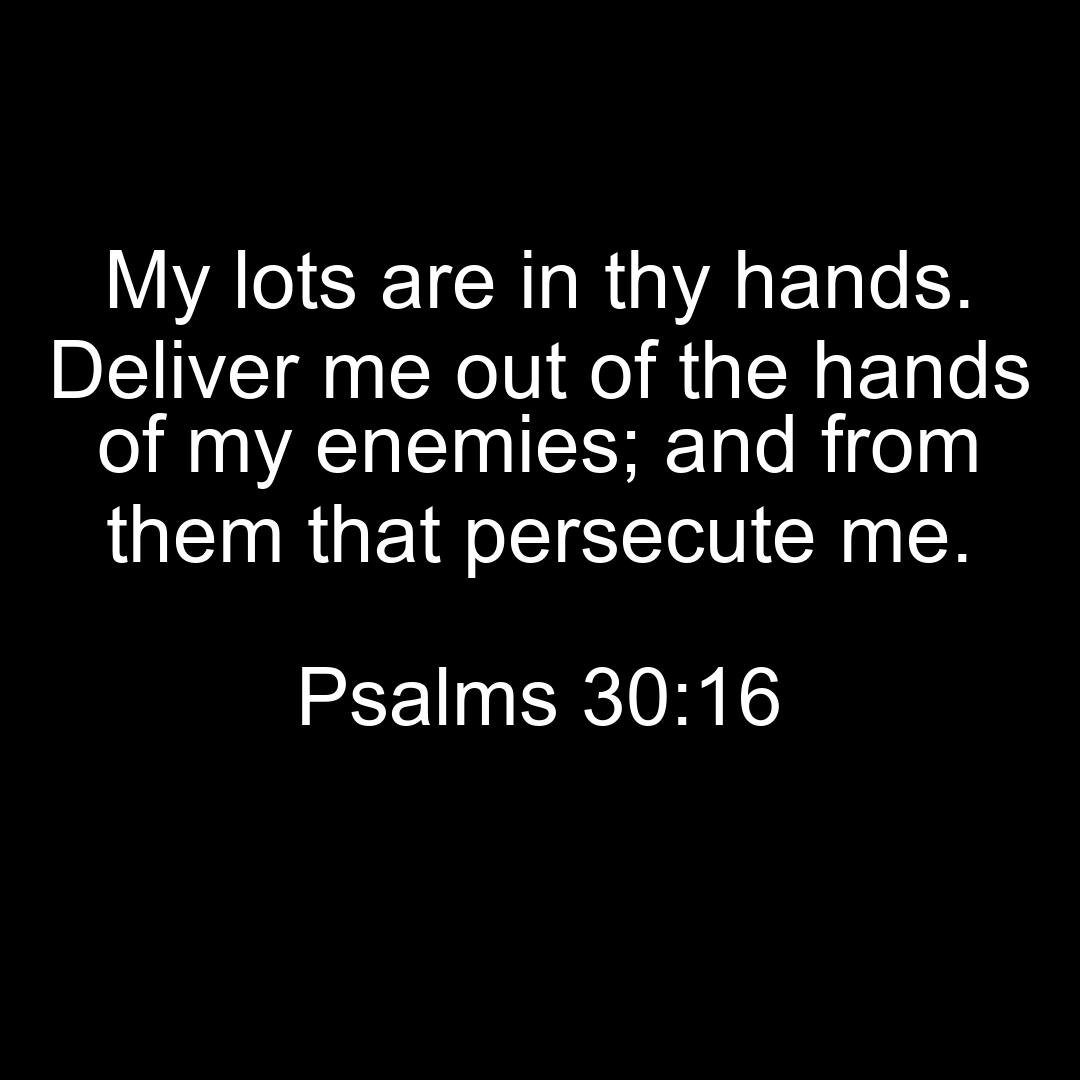 My lots are in thy hands.
Deliver me out of the hands
of my enemies; and from
them that persecute me.
Psalms 30:16